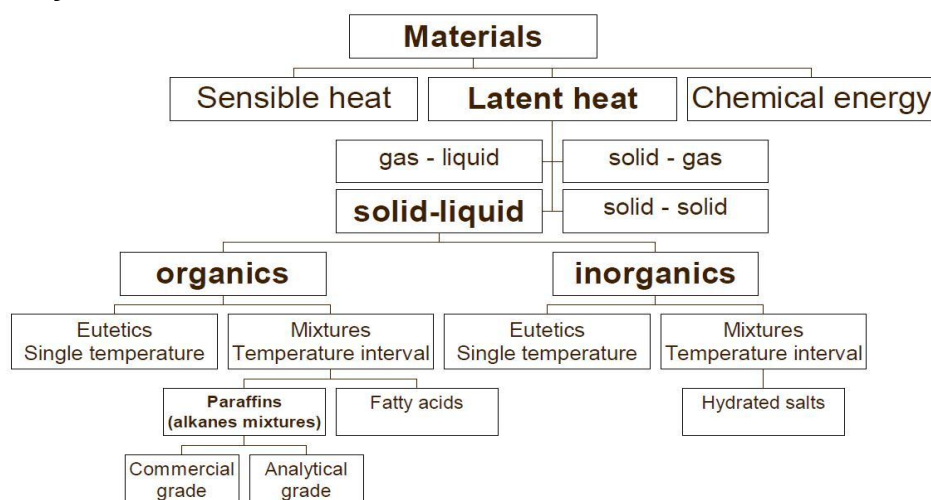 Materials
Sensible heat
Latent heat
Chemical energy
gas - liquid
solid - gas
solid-liquid
solid - solid
organics
inorganics
Eutetics
Single temperature
Mixtures
Temperature interval
Eutetics
Single temperature
Mixtures
Temperature interval
Paraffins
(alkanes mixtures)
Fatty acids
Hydrated salts
Commercial
grade
Analytical
grade